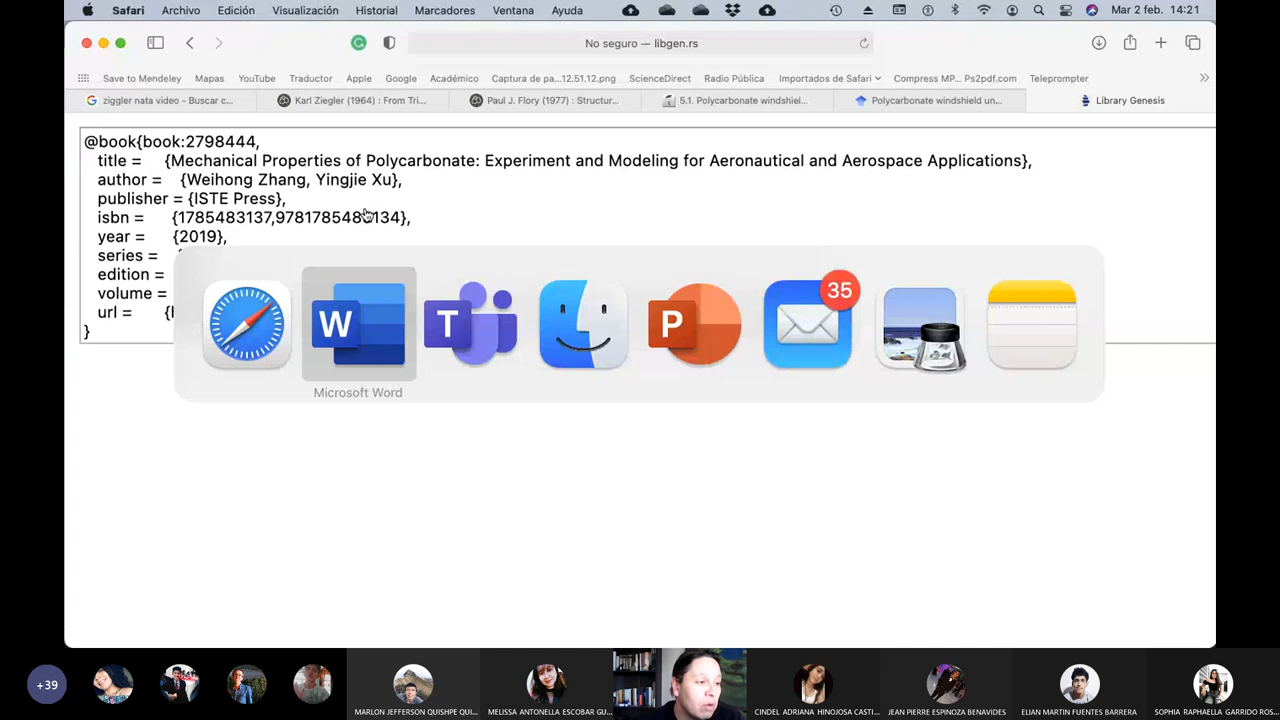 Safari Archivo Edición Visualización Historial Marcadores Ventana Ayuda Mar 2 feb. 14:21
No seguro — libgen.rs
Save to Mendeley Mapas YouTube Traductor Apple Google Académico Captura de pa...12.51.12.png ScienceDirect Radio Pública Importados de Safari Compress MP... Ps2pdf.com Teleprompter
ziggler nata video - Buscar c... Karl Ziegler (1964) : From Tri... Paul J. Flory (1977) : Structur... 5.1. Polycarbonate windshiel... Polycarbonate windshield un... Library Genesis
@book{book:2798444,
title = {Mechanical Properties of Polycarbonate: Experiment and Modeling for Aeronautical and Aerospace Applications},
author = {Weihong Zhang, Yingjie Xu},
publisher = {ISTE Press},
isbn = {1785483137,9781785483134},
year = {2019},
series =
edition =
volume =
url =
}
W
T
P
35
Microsoft Word
+39
MARLON JEFFERSON QUISHPE QUI... MELISSA ANTONELLA ESCOBAR GU... CINDEL ADRIANA HINOJOSA CASTI... JEAN PIERRE ESPINOZA BENAVIDES ELIAN MARTIN FUENTES BARRERA SOPHIA RAPHAELLA GARRIDO ROS...